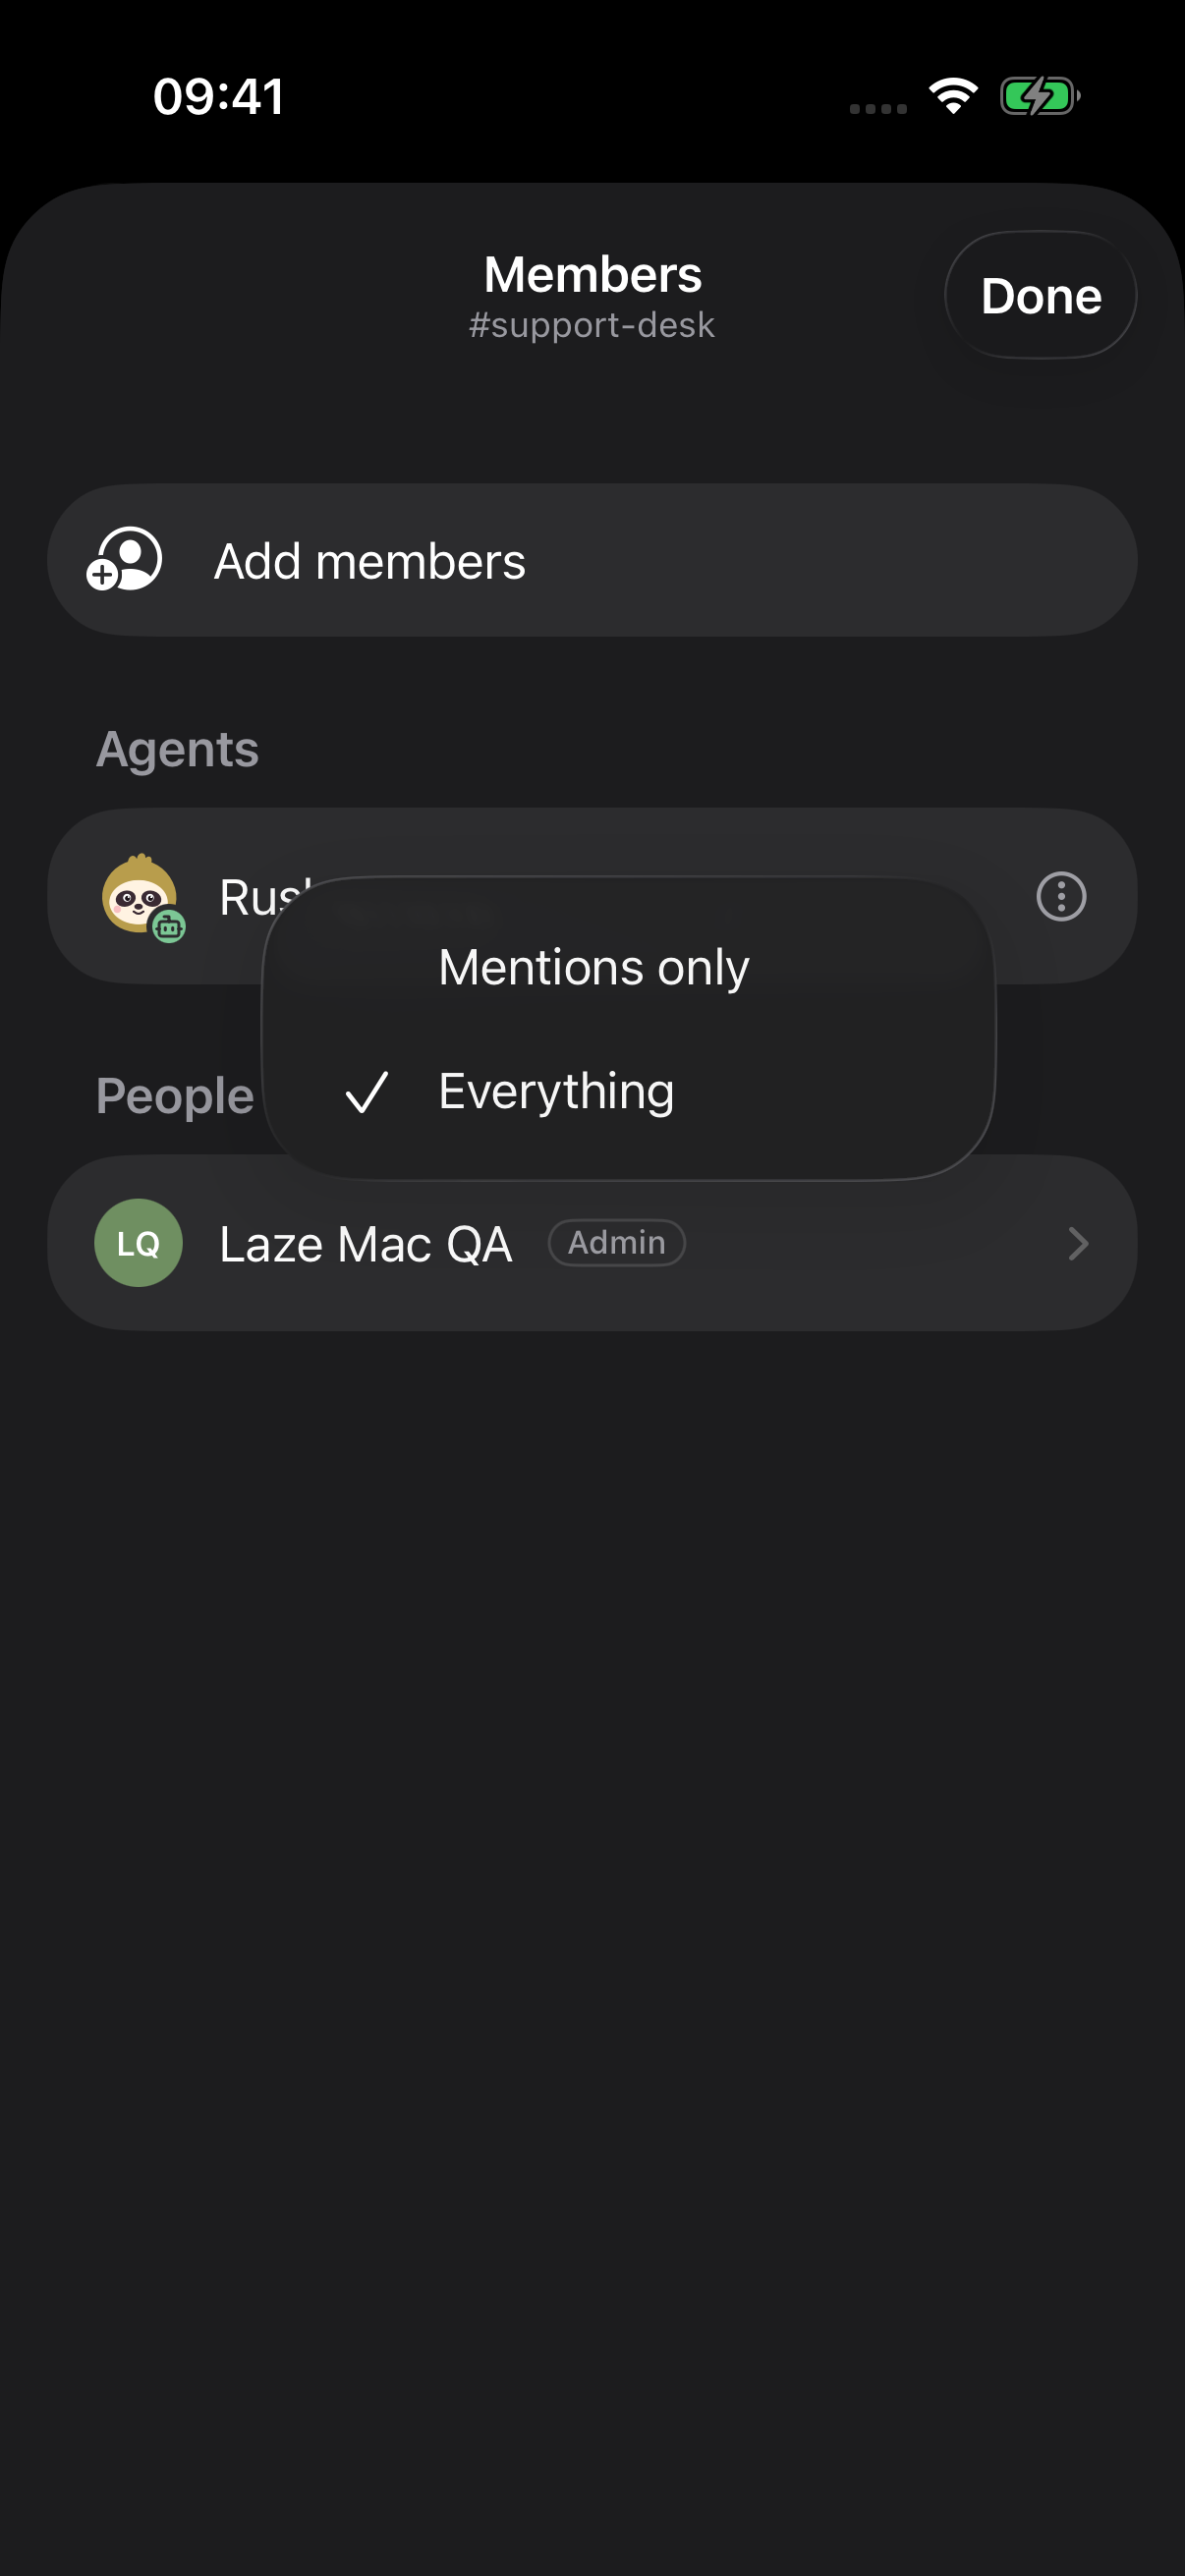 09:41
Members
#support-desk
Done
Add members
Agents
Mentions only
Everything
People
LQ
Laze Mac QA
Admin